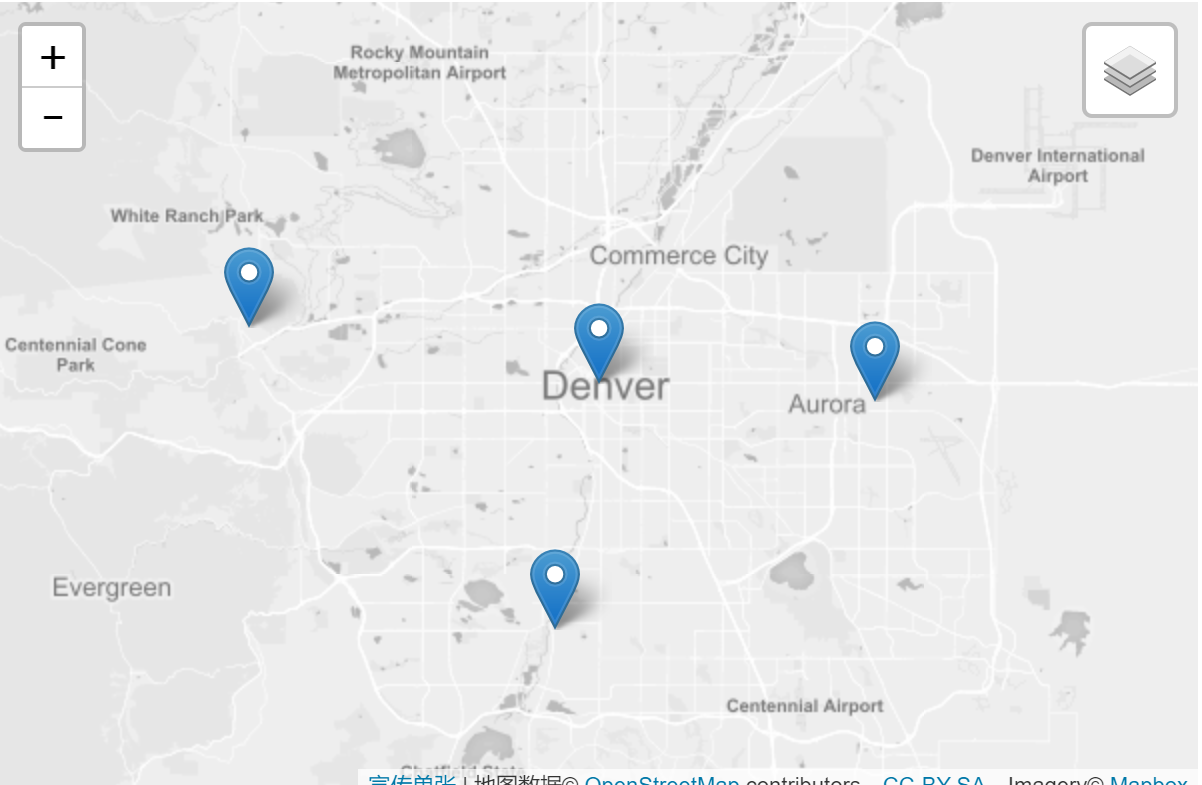 +
−
Rocky Mountain
Metropolitan Airport
Denver International
Airport
White Ranch Park
Commerce City
Centennial Cone
Park
Denver
Aurora
Evergreen
Centennial Airport
Chatfield State
宣传单张 | 地图数据© OpenStreetMap contributors, CC-BY-SA, Imagery© Mapbox